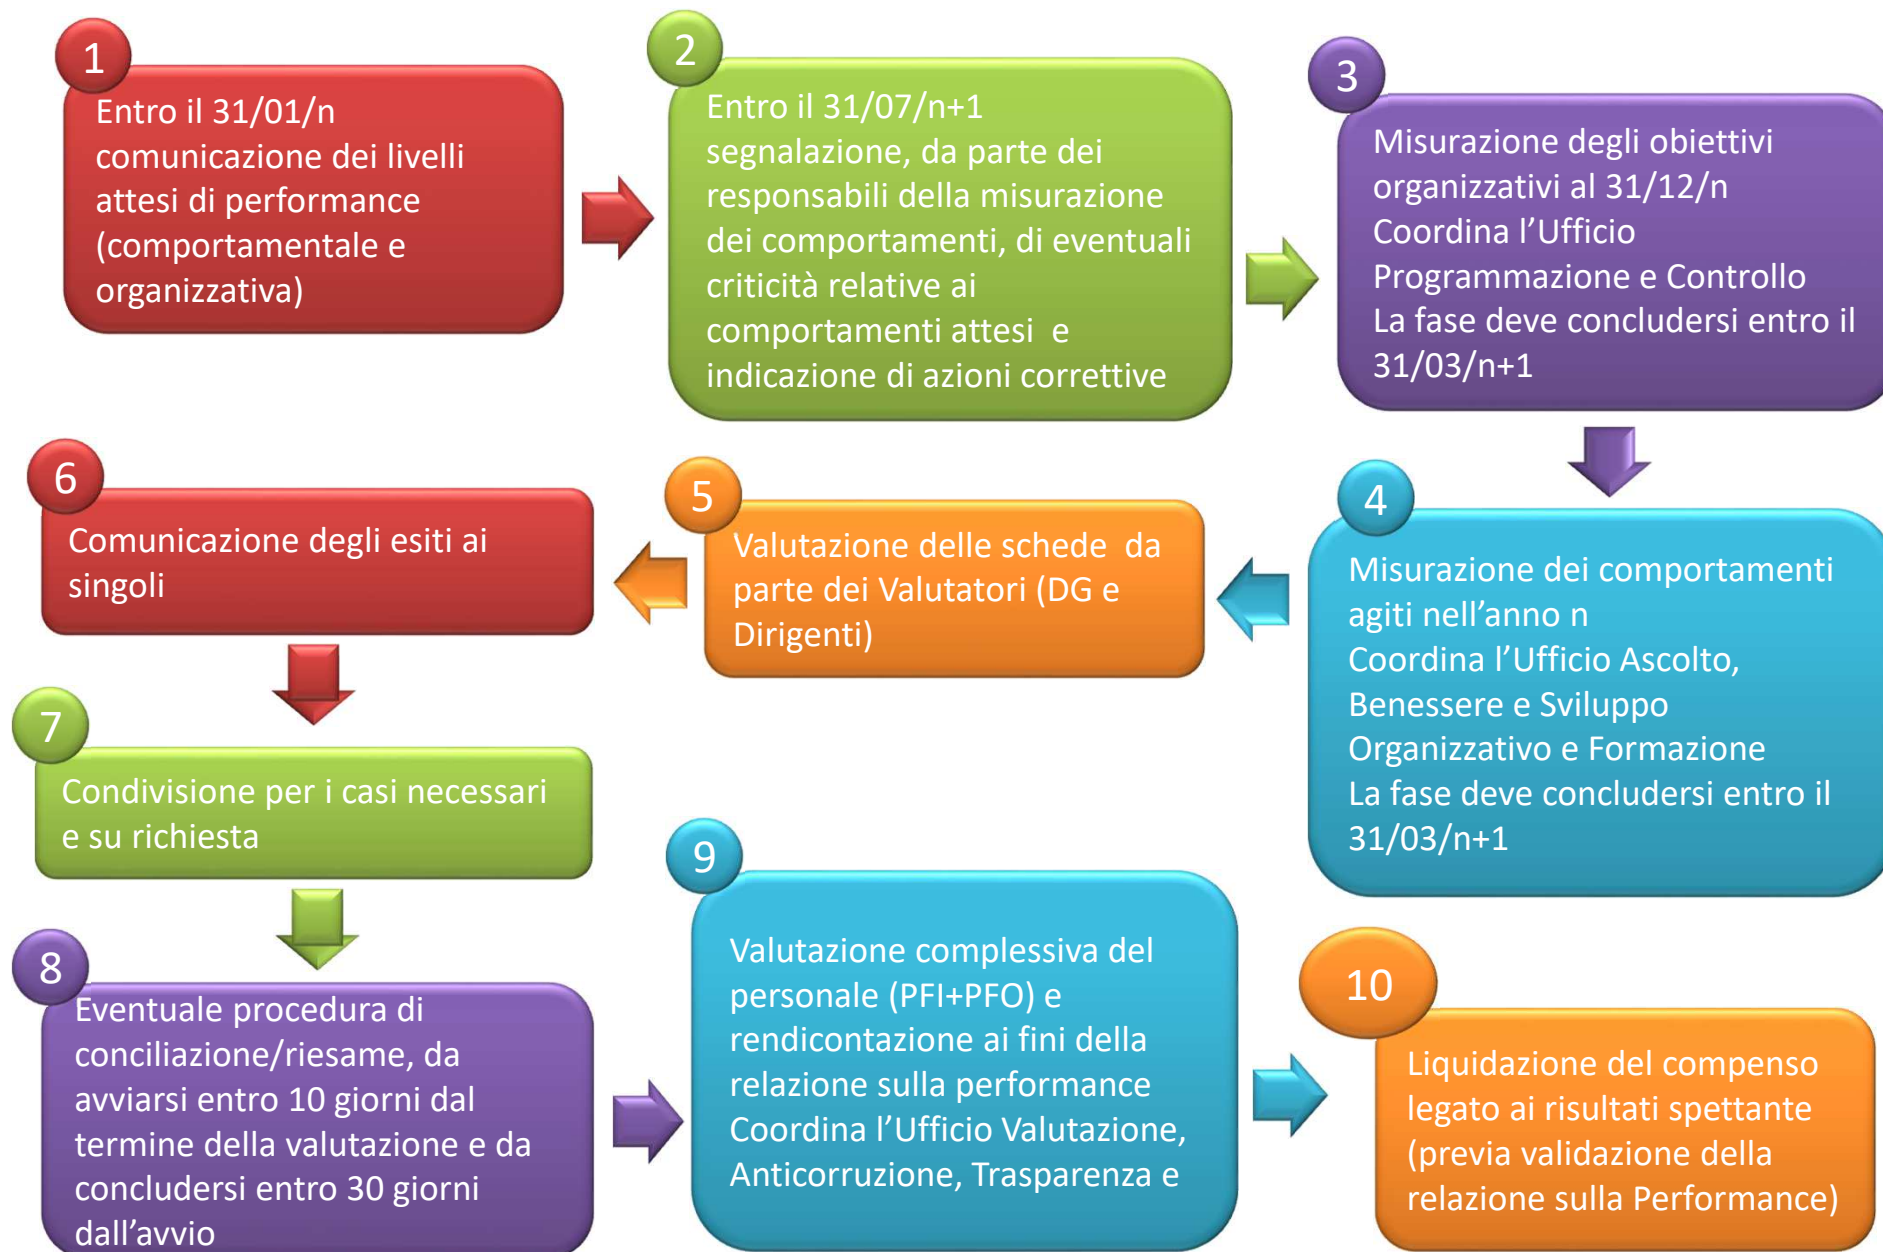 1
Entro il 31/01/n
comunicazione dei livelli
attesi di performance
(comportamentale e
organizzativa)
2
Entro il 31/07/n+1
segnalazione, da parte dei
responsabili della misurazione
dei comportamenti, di eventuali
criticità relative ai
comportamenti attesi e
indicazione di azioni correttive
3
Misurazione degli obiettivi
organizzativi al 31/12/n
Coordina l’Ufficio
Programmazione e Controllo
La fase deve concludersi entro il
31/03/n+1
4
Misurazione dei comportamenti
agiti nell’anno n
Coordina l’Ufficio Ascolto,
Benessere e Sviluppo
Organizzativo e Formazione
La fase deve concludersi entro il
31/03/n+1
5
Valutazione delle schede da
parte dei Valutatori (DG e
Dirigenti)
6
Comunicazione degli esiti ai
singoli
7
Condivisione per i casi necessari
e su richiesta
8
Eventuale procedura di
conciliazione/riesame, da
avviarsi entro 10 giorni dal
termine della valutazione e da
concludersi entro 30 giorni
dall’avvio
9
Valutazione complessiva del
personale (PFI+PFO) e
rendicontazione ai fini della
relazione sulla performance
Coordina l’Ufficio Valutazione,
Anticorruzione, Trasparenza e
10
Liquidazione del compenso
legato ai risultati spettante
(previa validazione della
relazione sulla Performance)